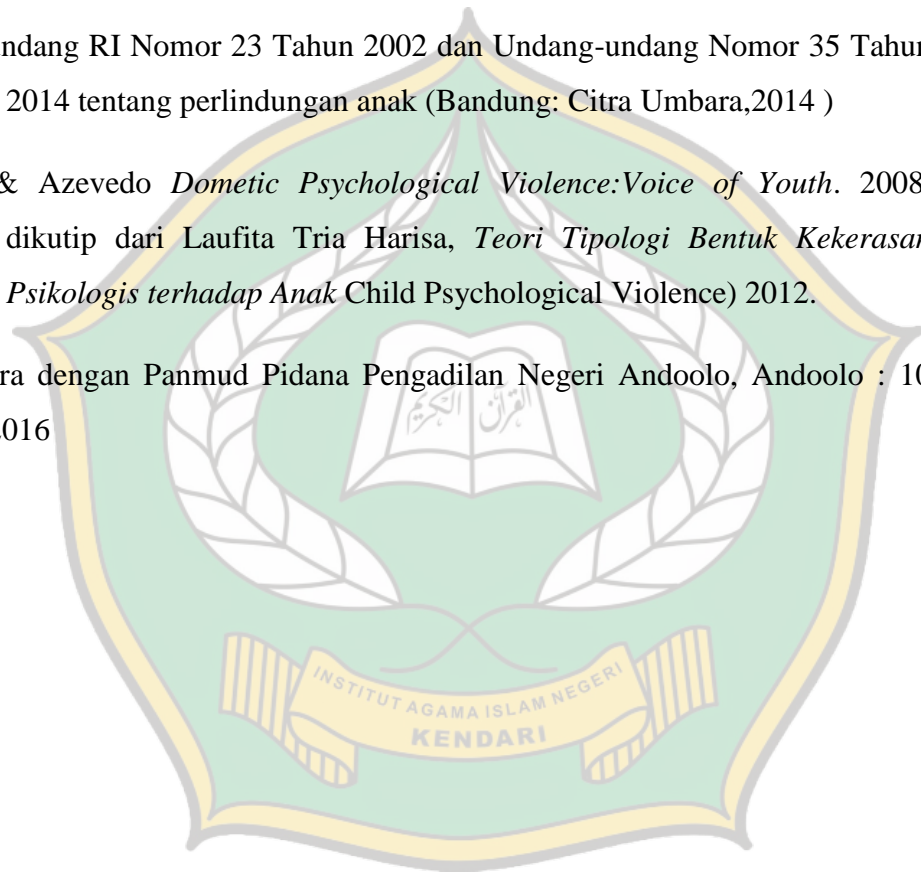 ndang RI Nomor 23 Tahun 2002 dan Undang-undang Nomor 35 Tahun
2014 tentang perlindungan anak (Bandung: Citra Umbara,2014 )
& Azevedo Dometic Psychological Violence:Voice of Youth. 2008
dikutip dari Laufita Tria Harisa, Teori Tipologi Bentuk Kekerasan
Psikologis terhadap Anak Child Psychological Violence) 2012.
ra dengan Panmud Pidana Pengadilan Negeri Andoolo, Andoolo : 10
2016
القرآن الكريم
INSTITUT AGAMA ISLAM NEGERI
KENDARI